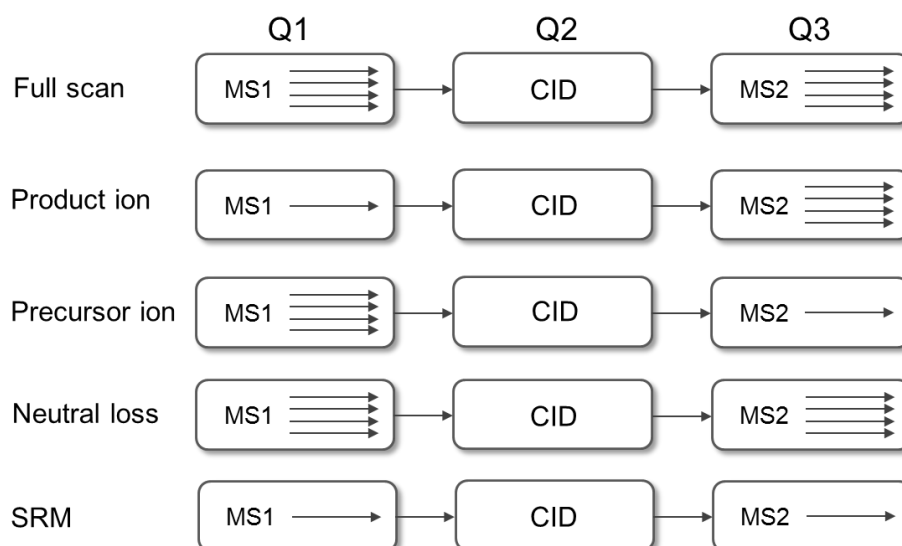 Q1 Q2 Q3
Full scan MS1 CID MS2
Product ion MS1 CID MS2
Precursor ion MS1 CID MS2
Neutral loss MS1 CID MS2
SRM MS1 CID MS2